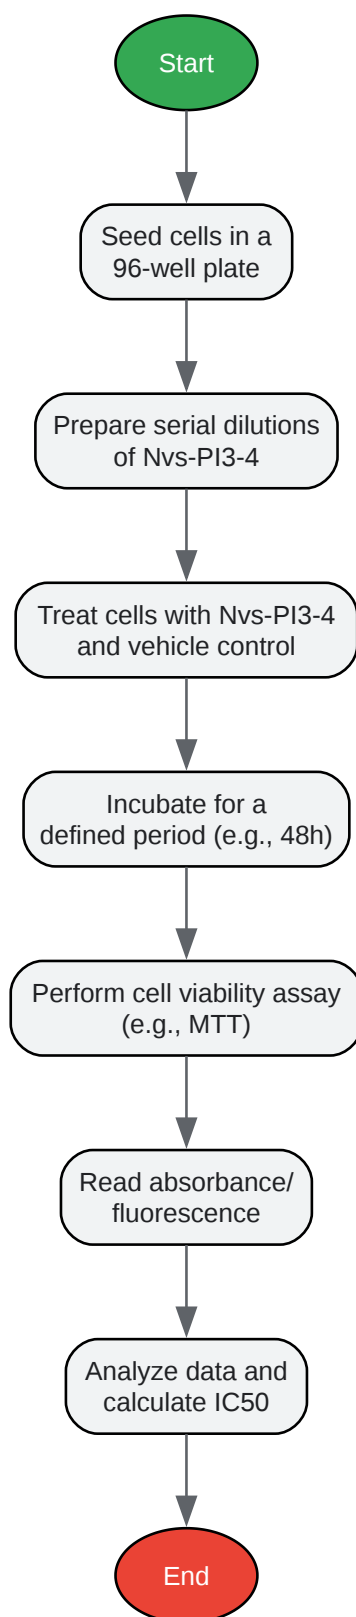 Start
Seed cells in a
96-well plate
Prepare serial dilutions
of Nvs-PI3-4
Treat cells with Nvs-PI3-4
and vehicle control
Incubate for a
defined period (e.g., 48h)
Perform cell viability assay
(e.g., MTT)
Read absorbance/
fluorescence
Analyze data and
calculate IC50
End